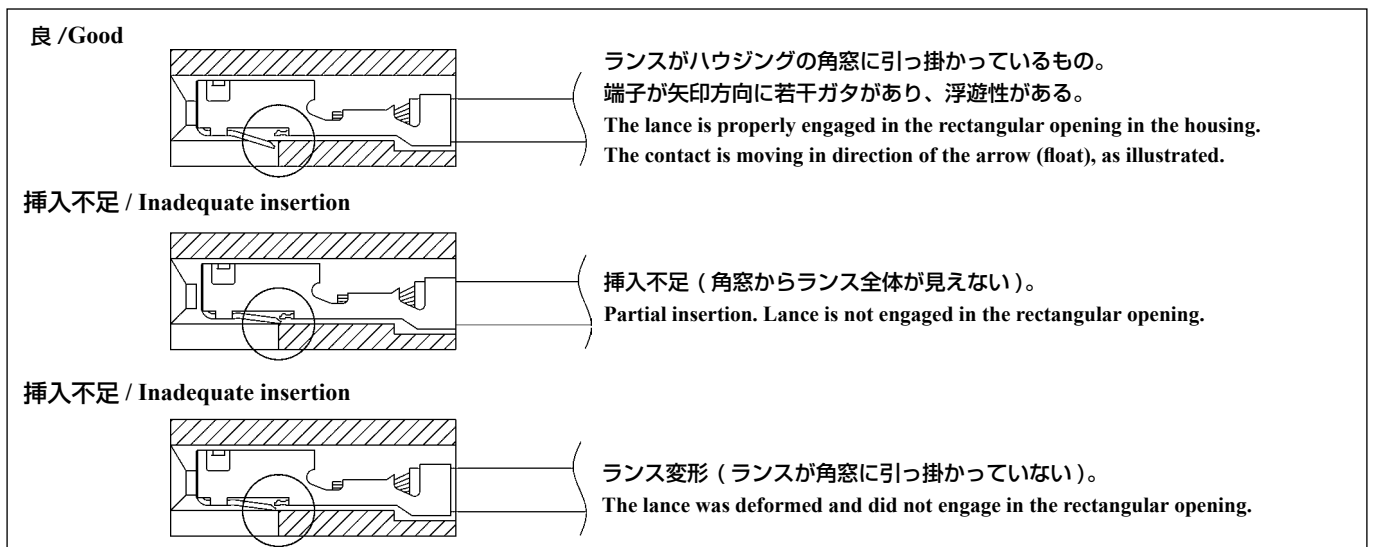 良 /Good
ランスがハウジングの角窓に引っ掛かっているもの。
端子が矢印方向に若干ガタがあり、浮遊性がある。
The lance is properly engaged in the rectangular opening in the housing.
The contact is moving in direction of the arrow (float), as illustrated.
挿入不足 / Inadequate insertion
挿入不足 ( 角窓からランス全体が見えない )。
Partial insertion. Lance is not engaged in the rectangular opening.
挿入不足 / Inadequate insertion
ランス変形 ( ランスが角窓に引っ掛かっていない )。
The lance was deformed and did not engage in the rectangular opening.